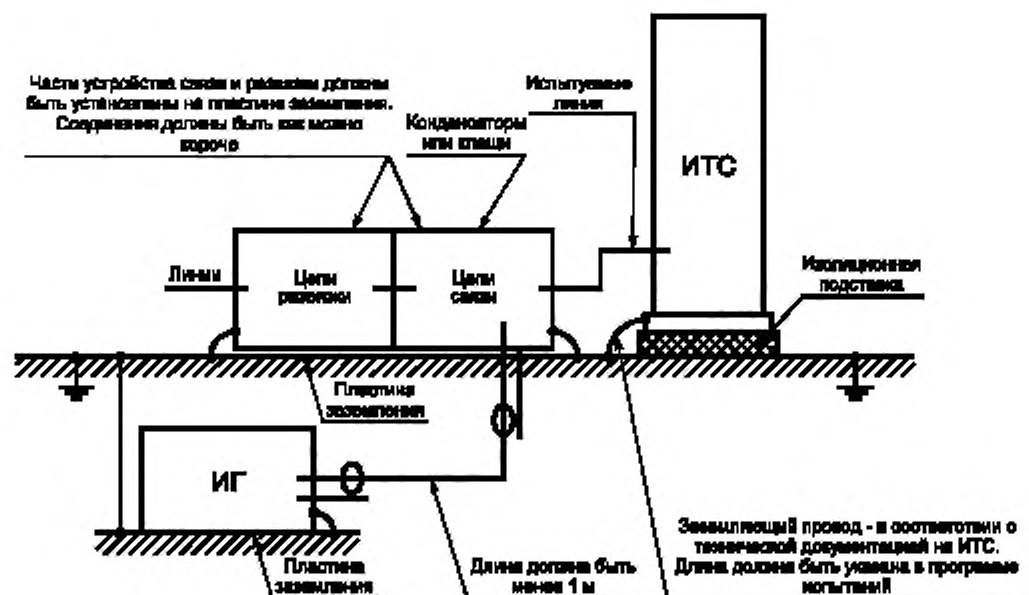 Части устройства связи и развязки должны
быть установлены на пластине заземления.
Соединения должны быть как можно
короче
Конденсаторы
или клещи
Испытуемые
линии
ИТС
Линии
Цепи
развязки
Цепи
связи
Изоляционная
подставка
Пластина
заземления
ИГ
Пластина
заземления
Длина должна быть
менее 1 м
Заземляющий провод - в соответствии с
технической документацией на ИТС.
Длина должна быть указана в программе
испытаний